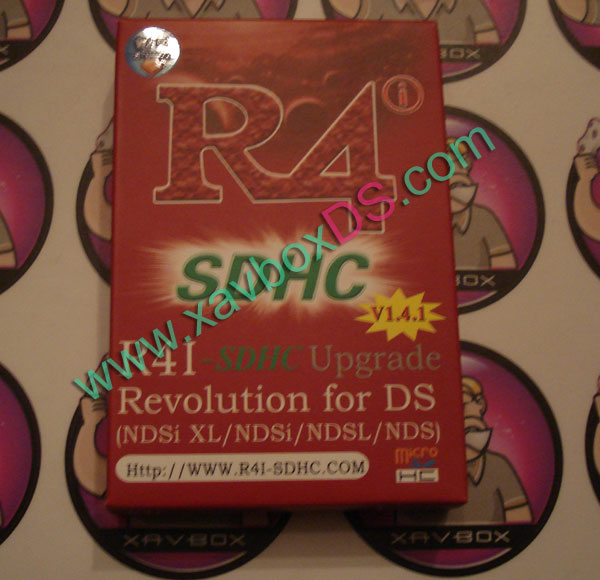 R4i
SDHC
V1.4.1
R4I-SDHC Upgrade
Revolution for DS
(NDSi XL/NDSi/NDSL/NDS)
Http://WWW.R4I-SDHC.COM
Micro
HC
www.xavboxDS.com
XAVBOX
XAVBOX
XAVBOX